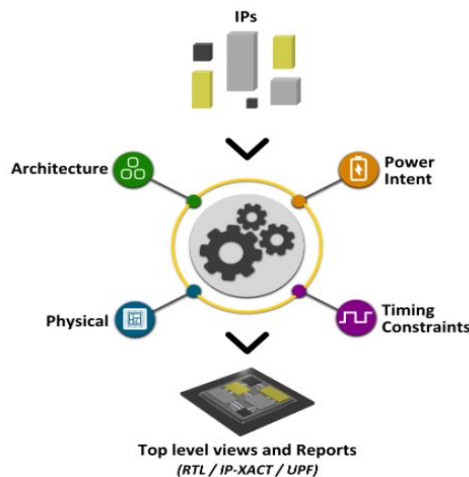 IPs
Architecture
Power
Intent
Physical
Timing
Constraints
Top level views and Reports
(RTL / IP-XACT / UPF)